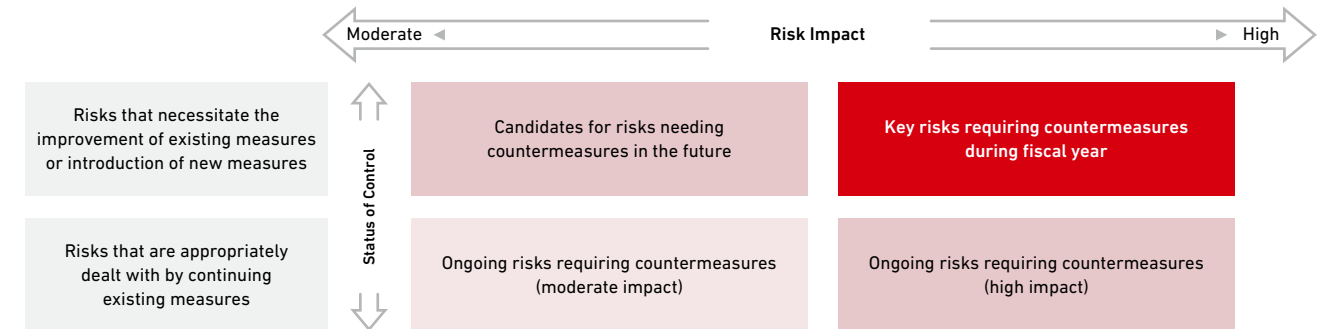 Moderate
Risk Impact
High
Risks that necessitate the
improvement of existing measures
or introduction of new measures
Status of Control
Candidates for risks needing
countermeasures in the future
Key risks requiring countermeasures
during fiscal year
Risks that are appropriately
dealt with by continuing
existing measures
Ongoing risks requiring countermeasures
(moderate impact)
Ongoing risks requiring countermeasures
(high impact)